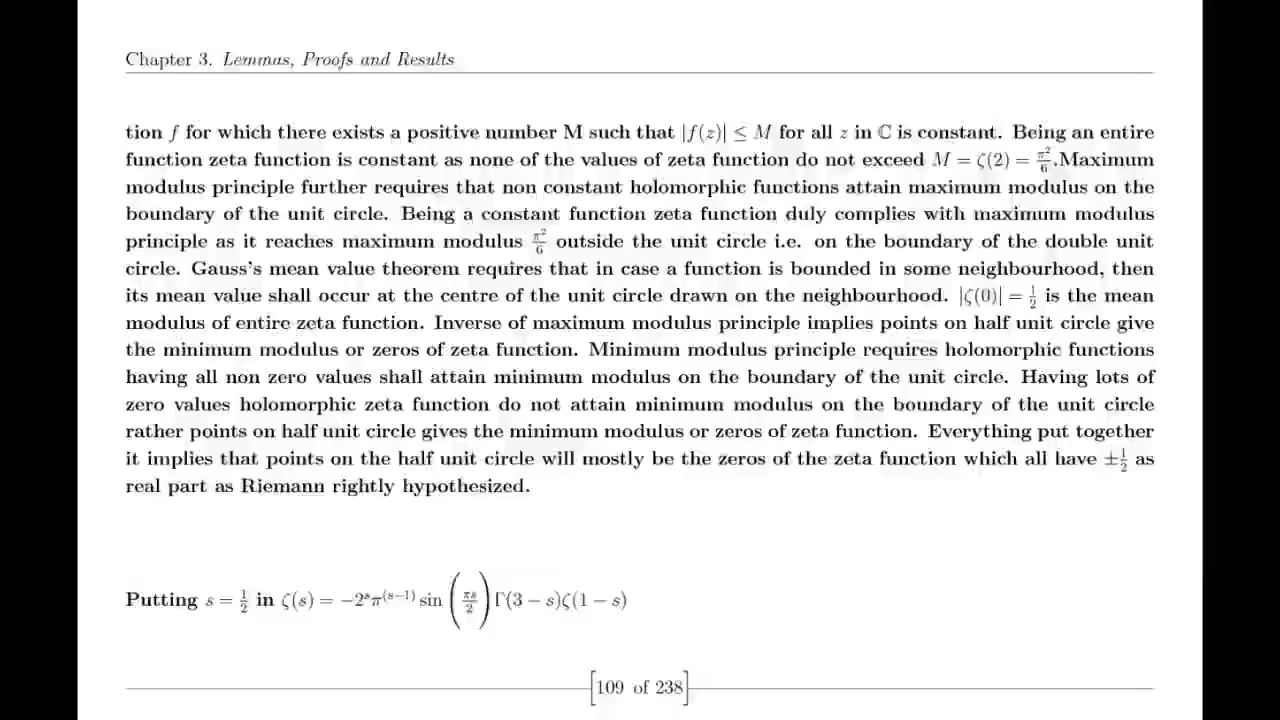 Chapter 3. Lemmas, Proofs and Results
tion f for which there exists a positive number M such that |f(z)| ≤ M for all z in ℂ is constant. Being an entire
function zeta function is constant as none of the values of zeta function do not exceed M = ζ(2) = π²/6.Maximum
modulus principle further requires that non constant holomorphic functions attain maximum modulus on the
boundary of the unit circle. Being a constant function zeta function duly complies with maximum modulus
principle as it reaches maximum modulus π²/6 outside the unit circle i.e. on the boundary of the double unit
circle. Gauss's mean value theorem requires that in case a function is bounded in some neighbourhood, then
its mean value shall occur at the centre of the unit circle drawn on the neighbourhood. |ζ(0)| = 1/2 is the mean
modulus of entire zeta function. Inverse of maximum modulus principle implies points on half unit circle give
the minimum modulus or zeros of zeta function. Minimum modulus principle requires holomorphic functions
having all non zero values shall attain minimum modulus on the boundary of the unit circle. Having lots of
zero values holomorphic zeta function do not attain minimum modulus on the boundary of the unit circle
rather points on half unit circle gives the minimum modulus or zeros of zeta function. Everything put together
it implies that points on the half unit circle will mostly be the zeros of the zeta function which all have ±1/2 as
real part as Riemann rightly hypothesized.
Putting s = 1/2 in ζ(s) = −2ˢπ⁽ˢ⁻¹⁾ sin(πs/2)Γ(3 − s)ζ(1 − s)
[109 of 238]